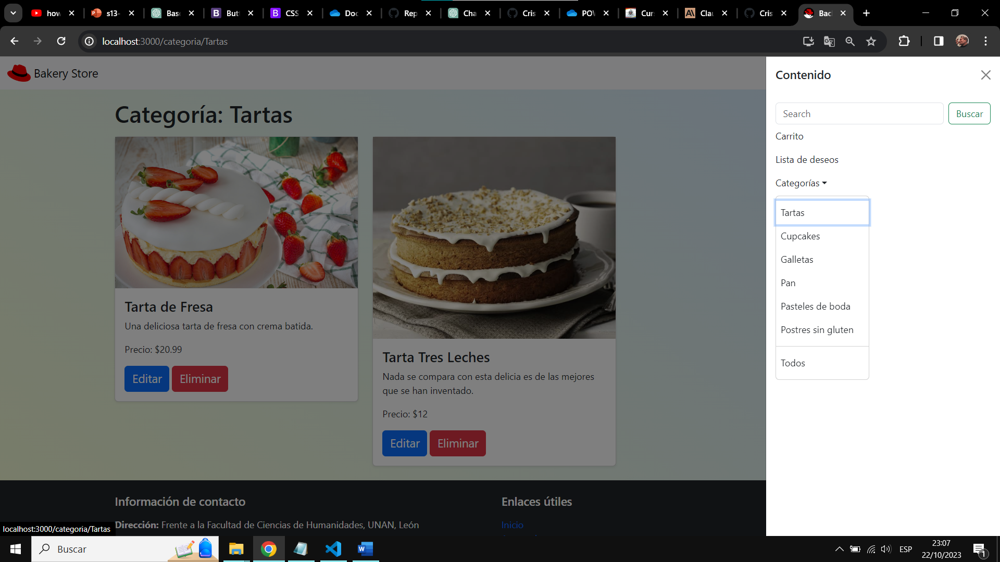 how
s13-
Base
But
CSS
Doc
Rep
Cha
Cris
POV
Cur
Clau
Cris
Bac
localhost:3000/categoria/Tartas
Bakery Store
Categoría: Tartas
Tarta de Fresa
Una deliciosa tarta de fresa con crema batida.
Precio: $20.99
Editar Eliminar
Tarta Tres Leches
Nada se compara con esta delicia es de las mejores
que se han inventado.
Precio: $12
Editar Eliminar
Contenido
Search Buscar
Carrito
Lista de deseos
Categorías
Tartas
Cupcakes
Galletas
Pan
Pasteles de boda
Postres sin gluten
Todos
Información de contacto
Dirección: Frente a la Facultad de Ciencias de Humanidades, UNAN, León
Enlaces útiles
Inicio
localhost:3000/categoria/Tartas
Buscar
ESP
23:07
22/10/2023
1